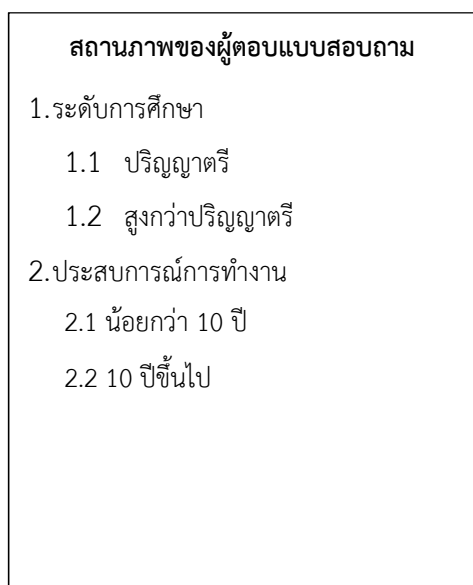 สถานภาพของผู้ตอบแบบสอบถาม
1.ระดับการศึกษา
1.1 ปริญญาตรี
1.2 สูงกว่าปริญญาตรี
2.ประสบการณ์การทำงาน
2.1 น้อยกว่า 10 ปี
2.2 10 ปีขึ้นไป